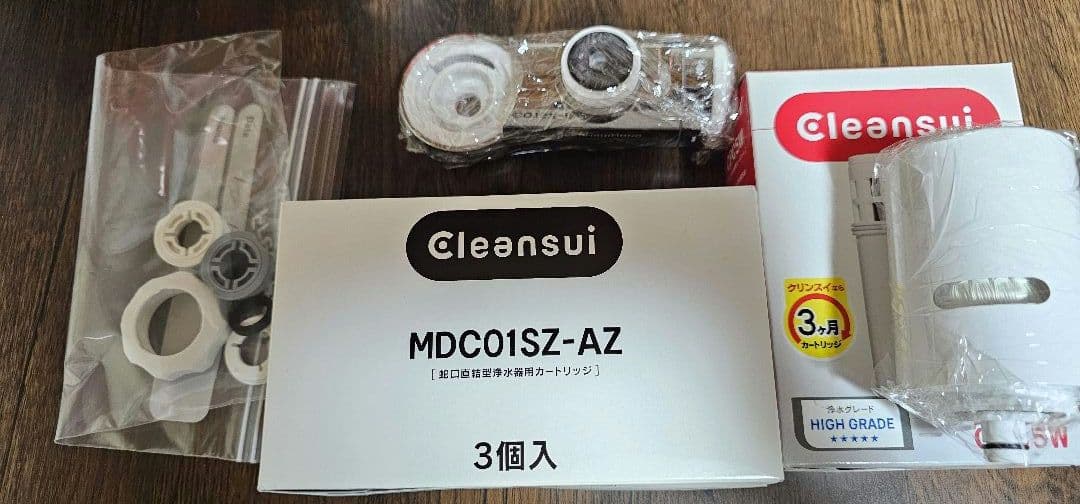 Date
Cleansui
MDC01SZ-AZ
[蛇口直結型浄水器用カートリッジ]
3個入
Cleansui
クリンスイなら
3ヶ月
カートリッジ
浄水グレード
HIGH GRADE
★★★★★